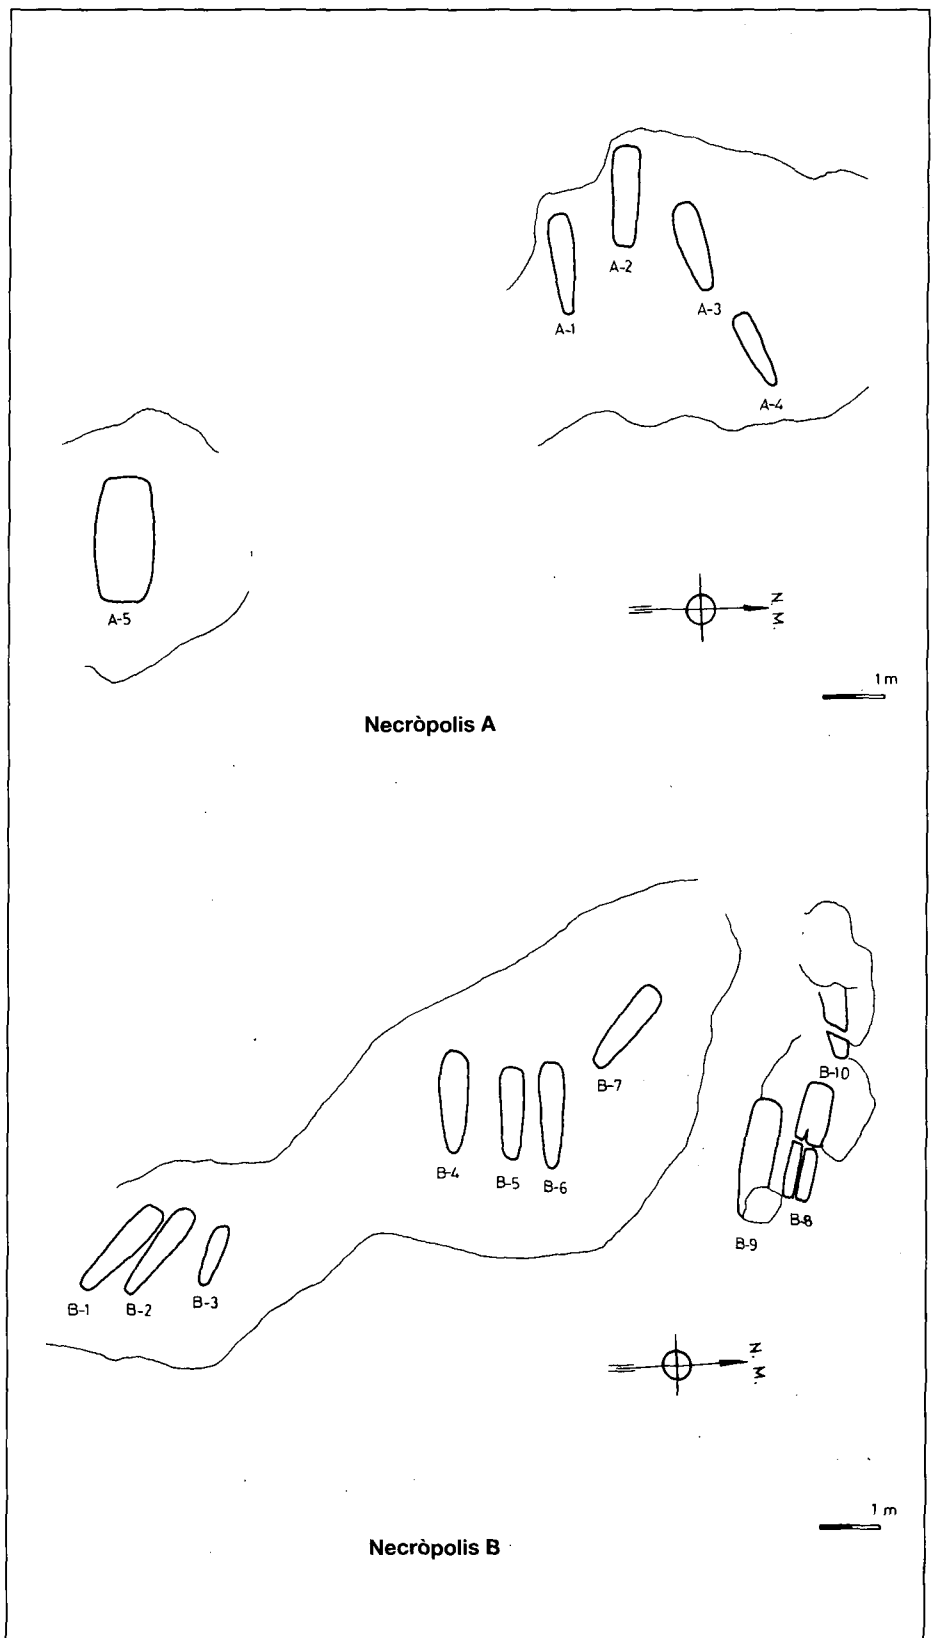 A-2
A-1
A-3
A-4
A-5
N.M.
1 m
Necròpolis A
B-10
B-7
B-4
B-5
B-6
B-8
B-9
B-1
B-2
B-3
N.M.
1 m
Necròpolis B